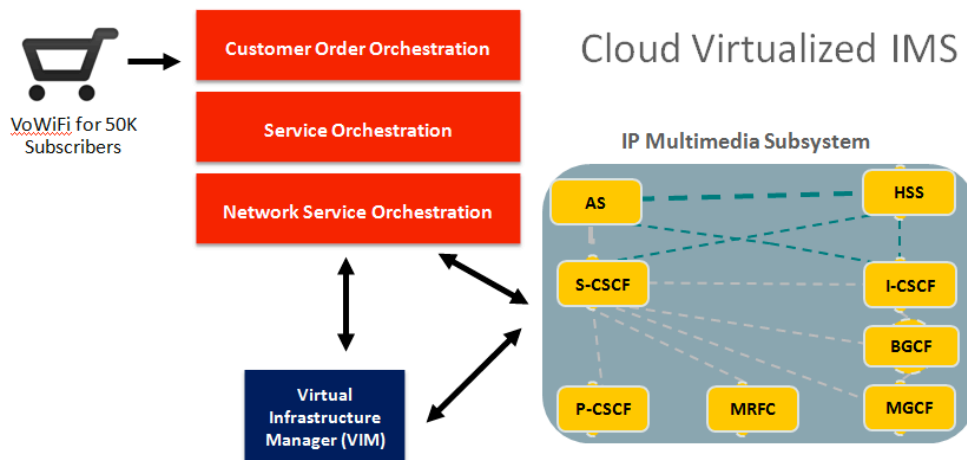 Cloud Virtualized IMS
Customer Order Orchestration
VoWiFi for 50K
Subscribers
Service Orchestration
Network Service Orchestration
Virtual
Infrastructure
Manager (VIM)
IP Multimedia Subsystem
AS
HSS
S-CSCF
I-CSCF
BGCF
P-CSCF
MRFC
MGCF